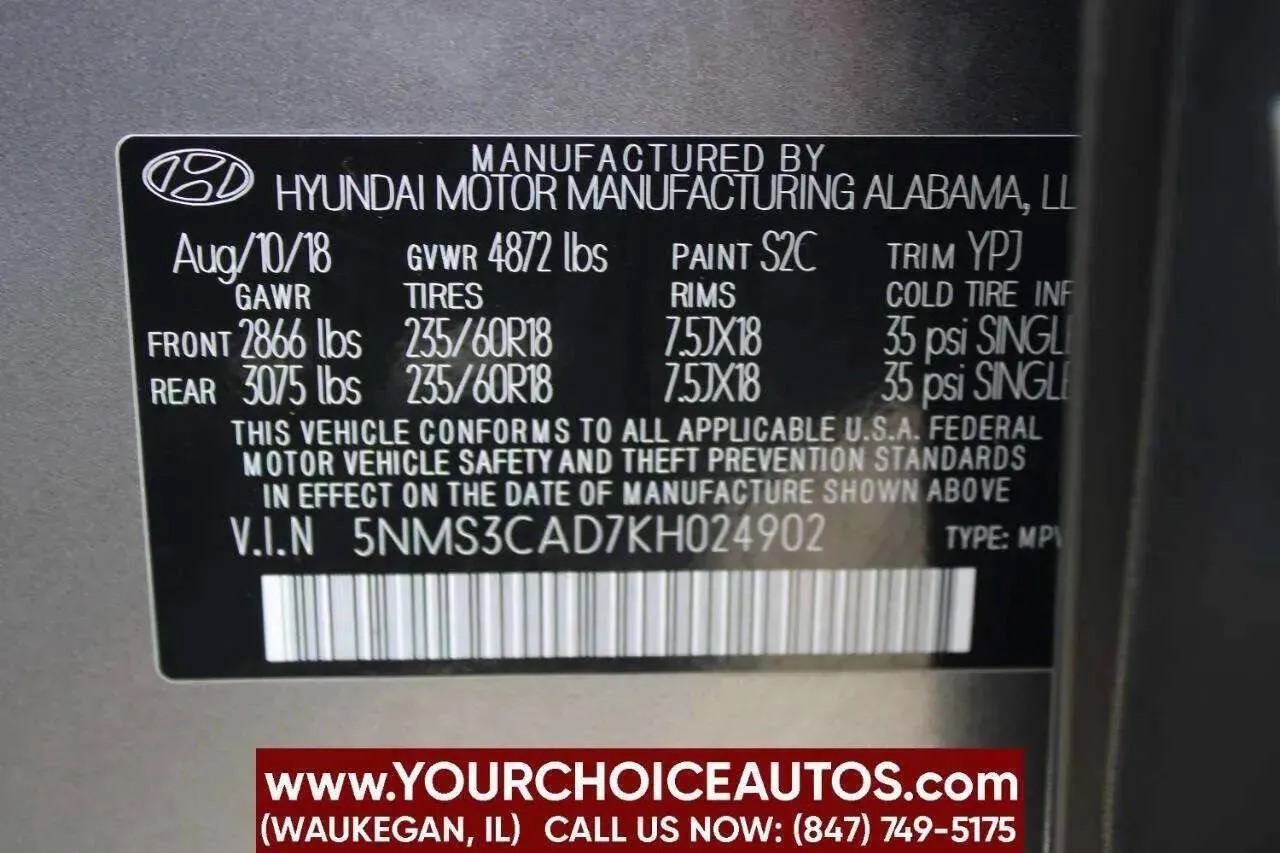 MANUFACTURED BY
HYUNDAI MOTOR MANUFACTURING ALABAMA, LL
Aug/10/18 GVWR 4872 lbs PAINT S2C TRIM YPJ
GAWR TIRES RIMS COLD TIRE INF
FRONT 2866 lbs 235/60R18 7.5JX18 35 psi SINGL
REAR 3075 lbs 235/60R18 7.5JX18 35 psi SINGLE
THIS VEHICLE CONFORMS TO ALL APPLICABLE U.S.A. FEDERAL
MOTOR VEHICLE SAFETY AND THEFT PREVENTION STANDARDS
IN EFFECT ON THE DATE OF MANUFACTURE SHOWN ABOVE
V.I.N 5NMS3CAD7KH024902 TYPE: MPV
www.YOURCHOICEAUTOS.com
(WAUKEGAN, IL) CALL US NOW: (847) 749-5175